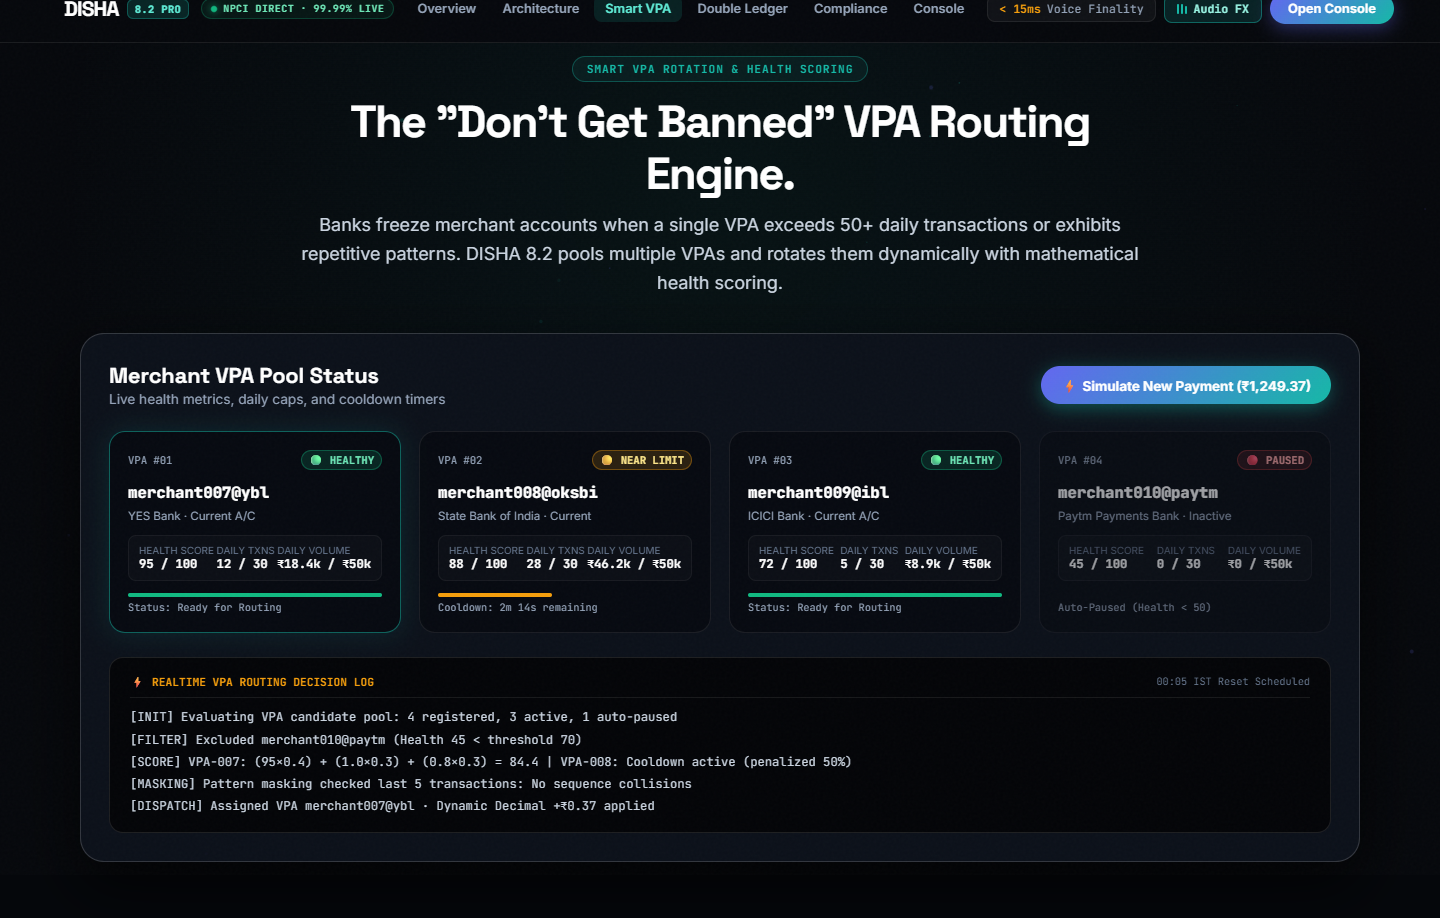 DISHA 8.2 PRO NPCI DIRECT · 99.99% LIVE Overview Architecture Smart VPA Double Ledger Compliance Console < 15ms Voice Finality Audio FX Open Console
SMART VPA ROTATION & HEALTH SCORING
The ”Don’t Get Banned” VPA Routing
Engine.
Banks freeze merchant accounts when a single VPA exceeds 50+ daily transactions or exhibits
repetitive patterns. DISHA 8.2 pools multiple VPAs and rotates them dynamically with mathematical
health scoring.
Merchant VPA Pool Status
Live health metrics, daily caps, and cooldown timers
Simulate New Payment (₹1,249.37)
VPA #01 HEALTHY
merchant007@ybl
YES Bank · Current A/C
HEALTH SCORE DAILY TXNS DAILY VOLUME
95 / 100 12 / 30 ₹18.4k / ₹50k
Status: Ready for Routing
VPA #02 NEAR LIMIT
merchant008@oksbi
State Bank of India · Current
HEALTH SCORE DAILY TXNS DAILY VOLUME
88 / 100 28 / 30 ₹46.2k / ₹50k
Cooldown: 2m 14s remaining
VPA #03 HEALTHY
merchant009@ibl
ICICI Bank · Current A/C
HEALTH SCORE DAILY TXNS DAILY VOLUME
72 / 100 5 / 30 ₹8.9k / ₹50k
Status: Ready for Routing
VPA #04 PAUSED
merchant010@paytm
Paytm Payments Bank · Inactive
HEALTH SCORE DAILY TXNS DAILY VOLUME
45 / 100 0 / 30 ₹0 / ₹50k
Auto-Paused (Health < 50)
REALTIME VPA ROUTING DECISION LOG 00:05 IST Reset Scheduled
[INIT] Evaluating VPA candidate pool: 4 registered, 3 active, 1 auto-paused
[FILTER] Excluded merchant010@paytm (Health 45 < threshold 70)
[SCORE] VPA-007: (95×0.4) + (1.0×0.3) + (0.8×0.3) = 84.4 | VPA-008: Cooldown active (penalized 50%)
[MASKING] Pattern masking checked last 5 transactions: No sequence collisions
[DISPATCH] Assigned VPA merchant007@ybl · Dynamic Decimal +₹0.37 applied